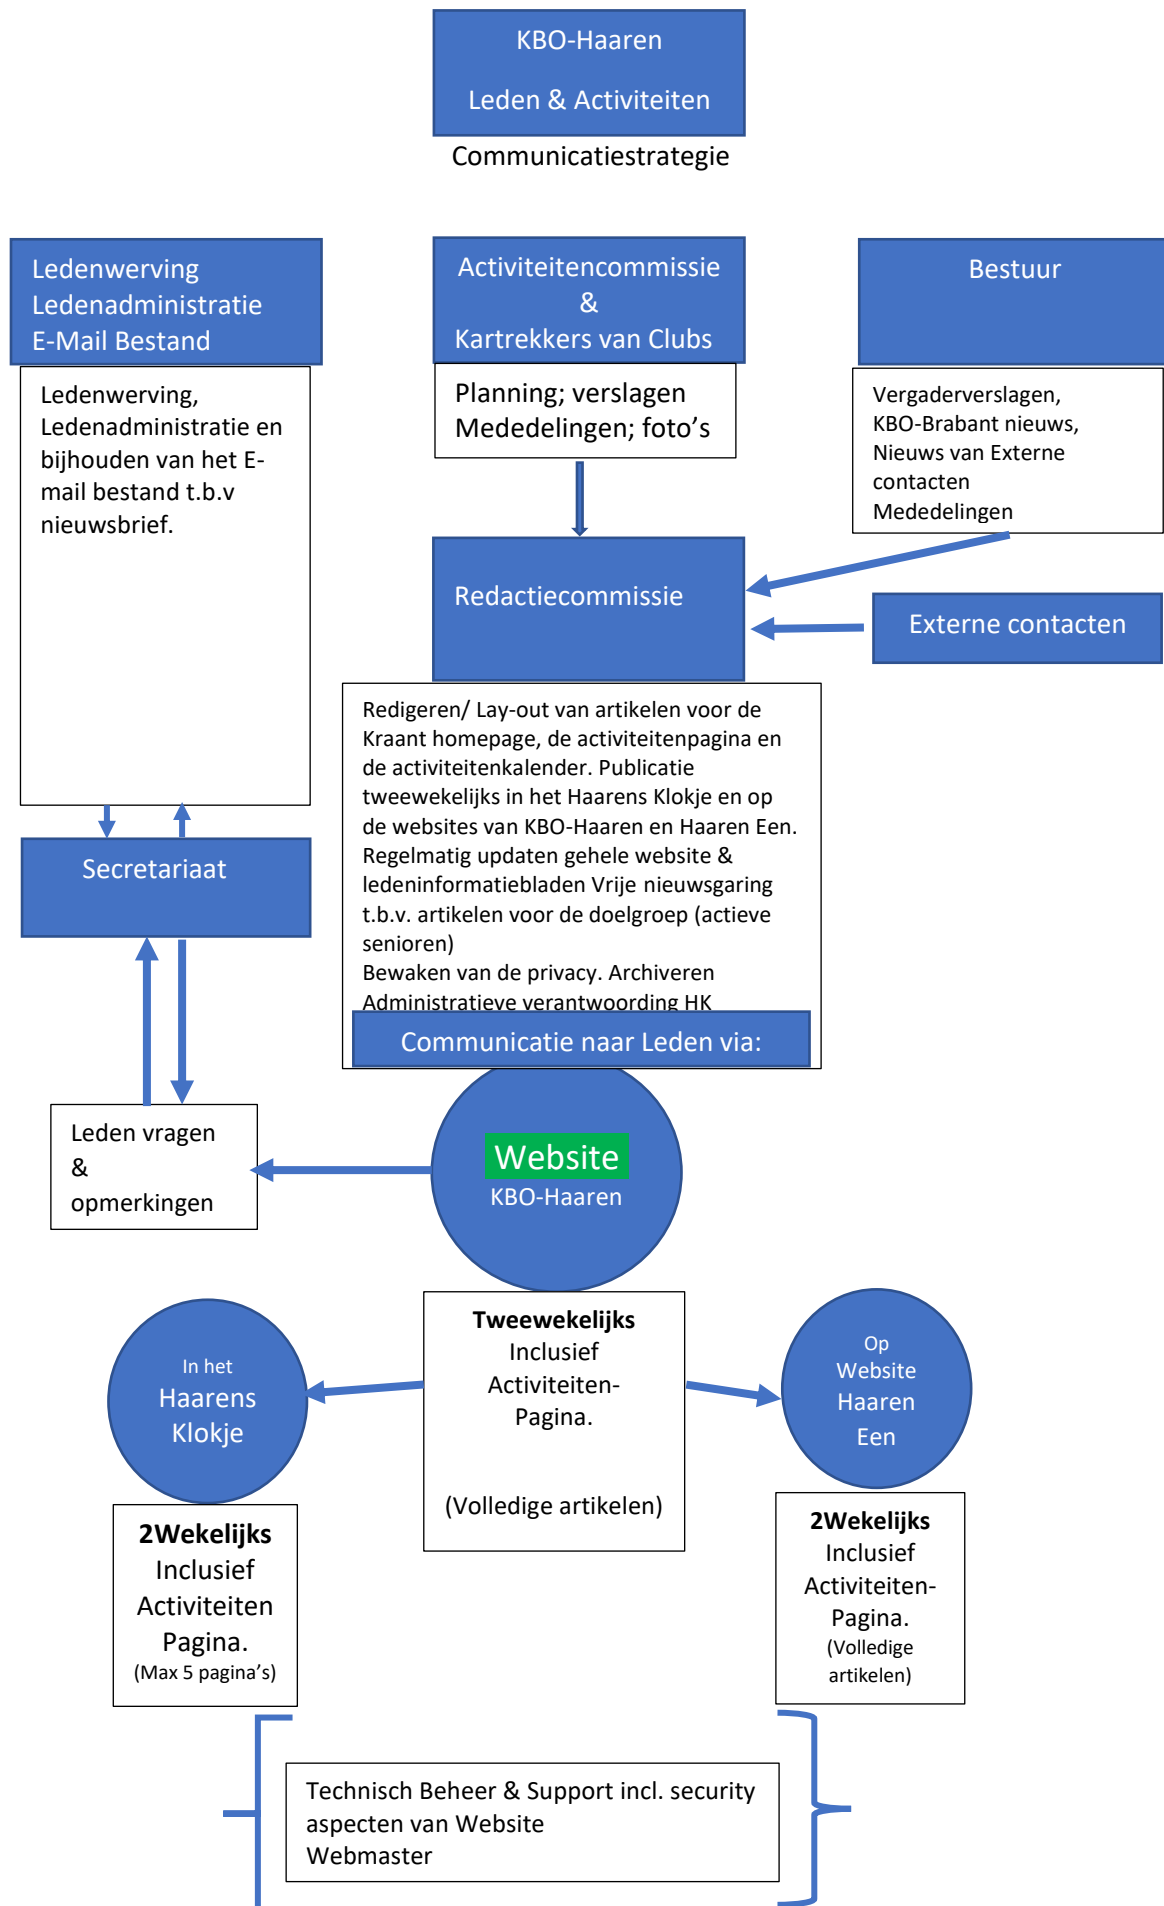 KBO-Haaren
Leden & Activiteiten
Communicatiestrategie
Ledenwerving
Ledenadministratie
E-Mail Bestand
Ledenwerving,
Ledenadministratie en
bijhouden van het E-
mail bestand t.b.v
nieuwsbrief.
Activiteitencommissie
&
Kartrekkers van Clubs
Planning; verslagen
Mededelingen; foto's
Bestuur
Vergaderverslagen,
KBO-Brabant nieuws,
Nieuws van Externe
contacten
Mededelingen
Redactiecommissie
Externe contacten
Redigeren/ Lay-out van artikelen voor de
Kraant homepage, de activiteitenpagina en
de activiteitenkalender. Publicatie
tweewekelijks in het Haarens Klokje en op
de websites van KBO-Haaren en Haaren Een.
Regelmatig updaten gehele website &
ledeninformatiebladen Vrije nieuwsgaring
t.b.v. artikelen voor de doelgroep (actieve
senioren)
Bewaken van de privacy. Archiveren
Administratieve verantwoording HK
Secretariaat
Communicatie naar Leden via:
Leden vragen
&
opmerkingen
Website
KBO-Haaren
Tweewekelijks
Inclusief
Activiteiten-
Pagina.
(Volledige artikelen)
In het
Haarens
Klokje
2Wekelijks
Inclusief
Activiteiten
Pagina.
(Max 5 pagina's)
Op
Website
Haaren
Een
2Wekelijks
Inclusief
Activiteiten-
Pagina.
(Volledige
artikelen)
Technisch Beheer & Support incl. security
aspecten van Website
Webmaster